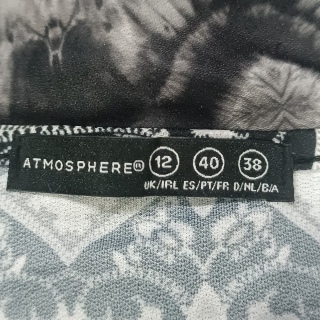 ATMOSPHERE® 12 40 38
UK/IRL ES/PT/FR D/NL/B/A